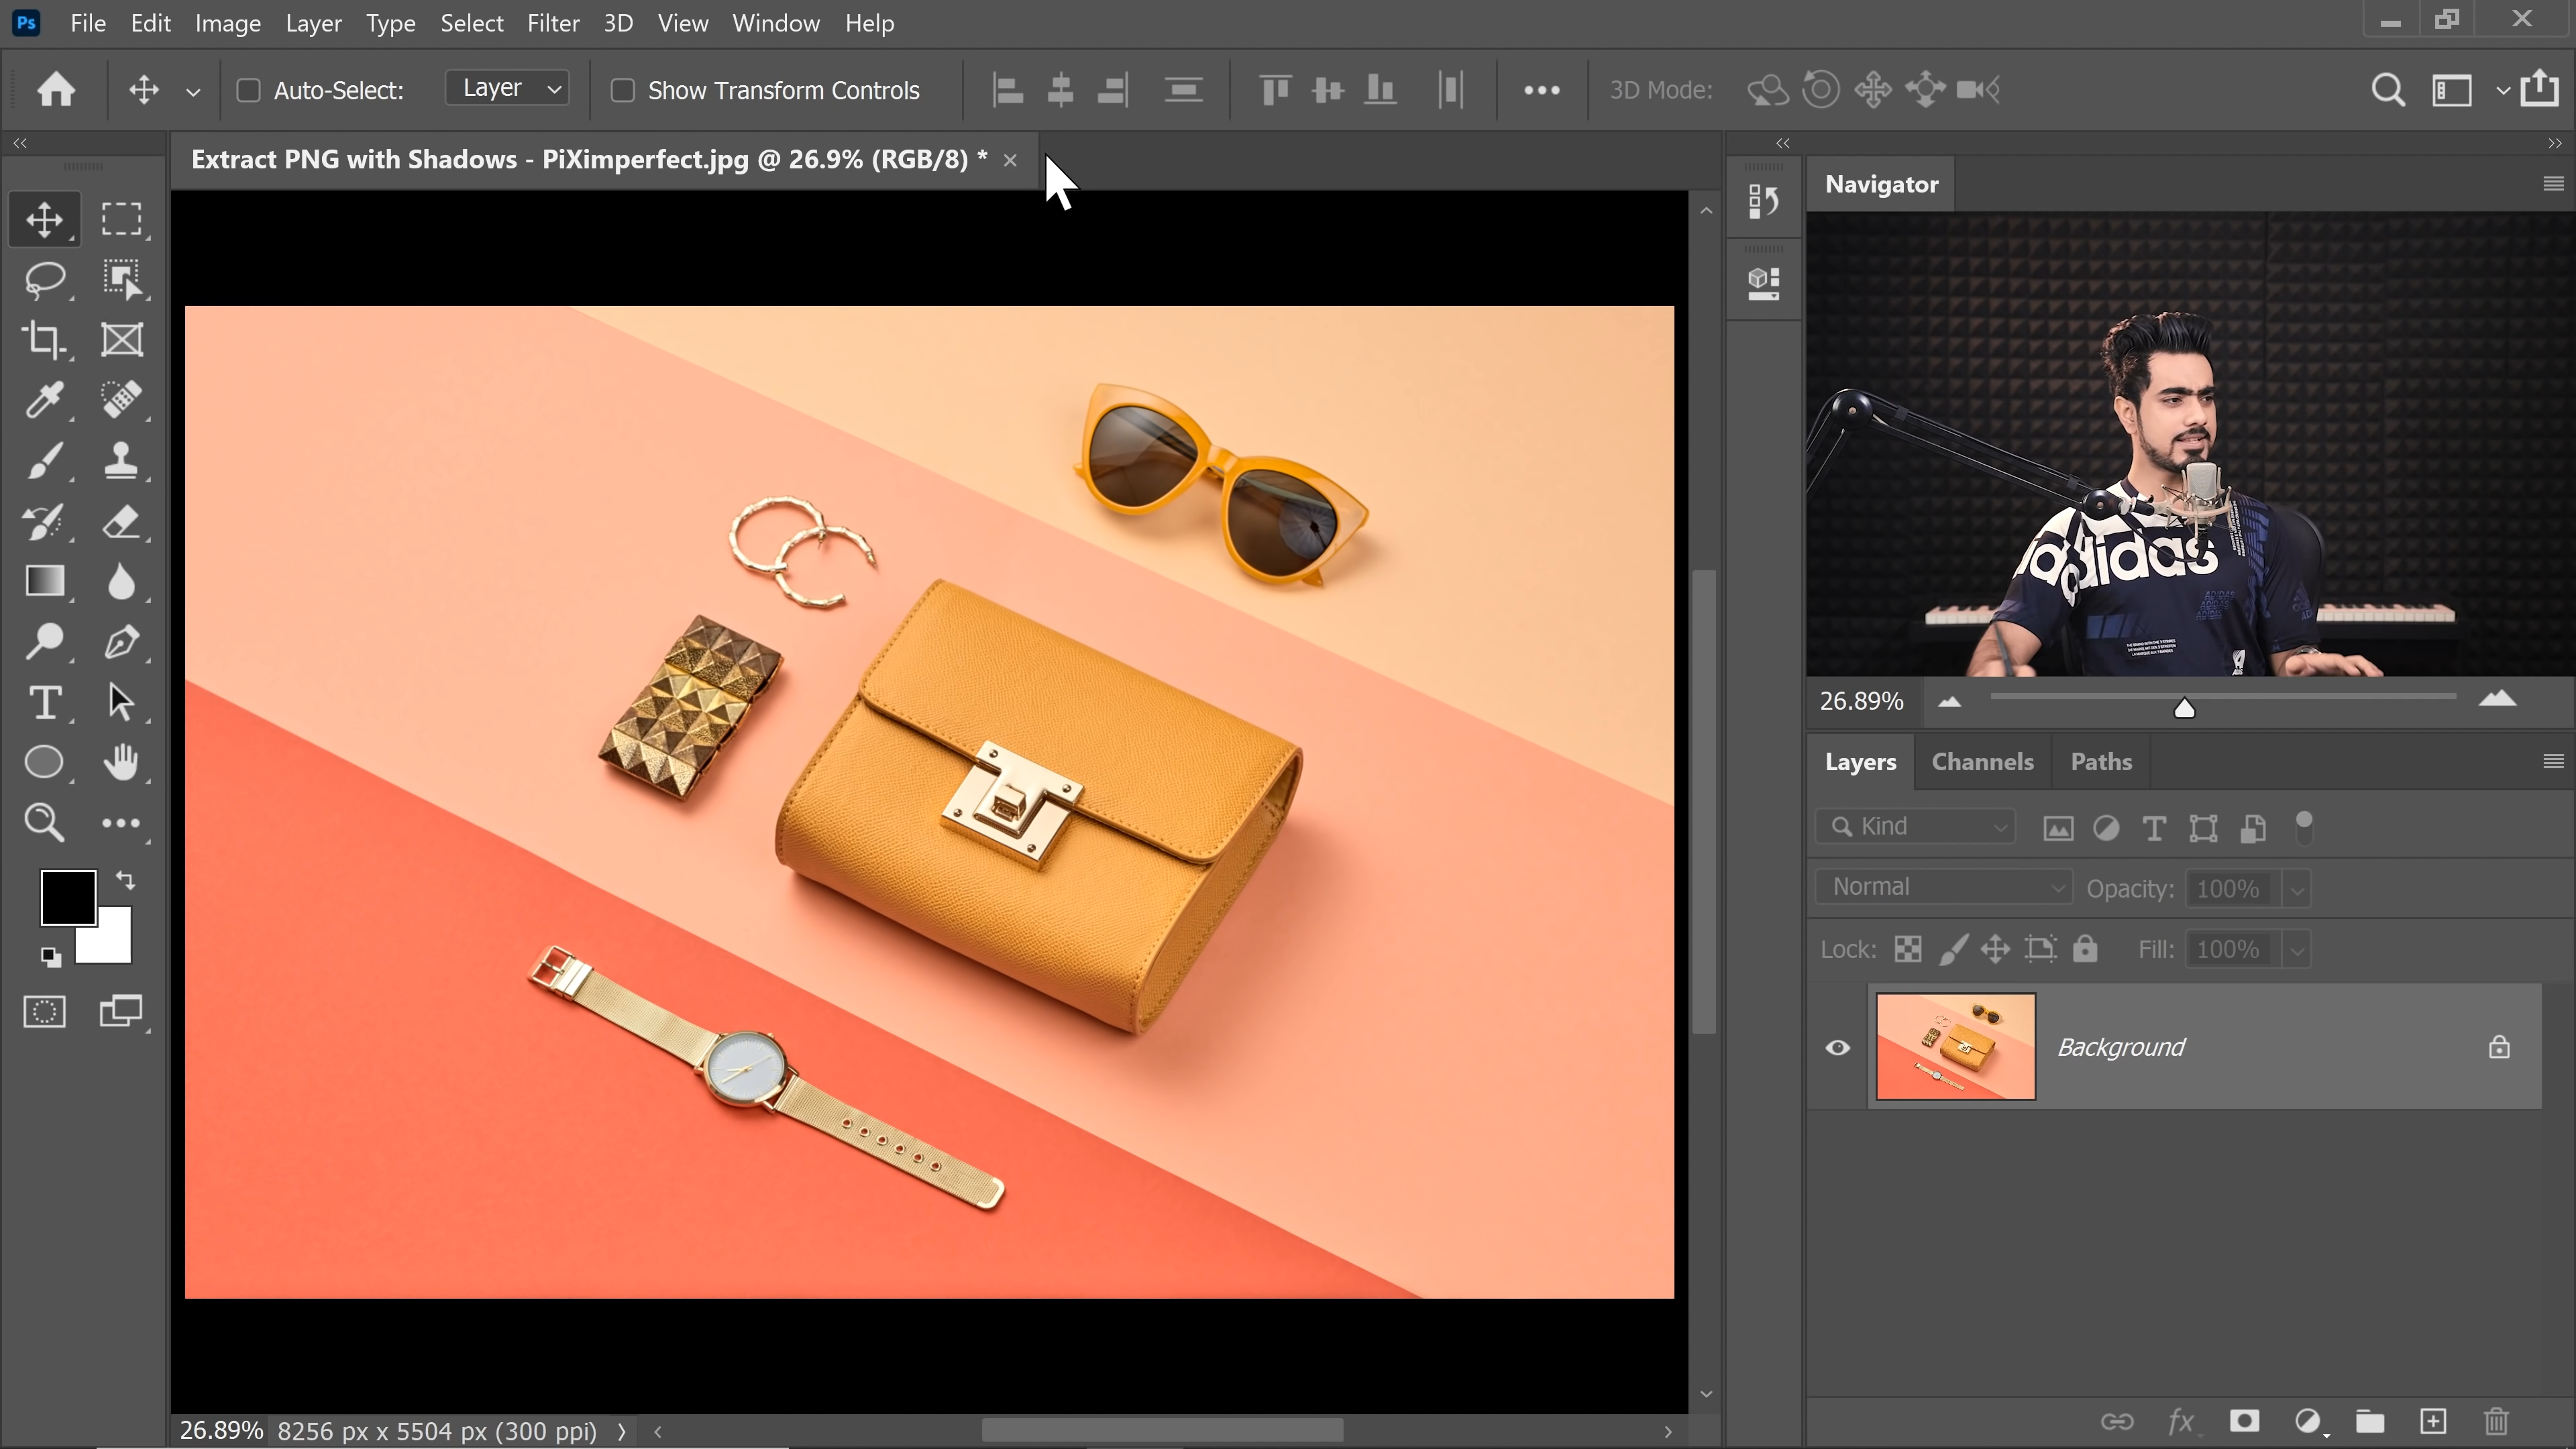 Ps File Edit Image Layer Type Select Filter 3D View Window Help
Auto-Select: Layer Show Transform Controls 3D Mode:
Extract PNG with Shadows - PiXimperfect.jpg @ 26.9% (RGB/8) *
Navigator
adidas
26.89%
Layers Channels Paths
Kind
Normal Opacity: 100%
Lock: Fill: 100%
Background
fx
26.89% 8256 px x 5504 px (300 ppi)